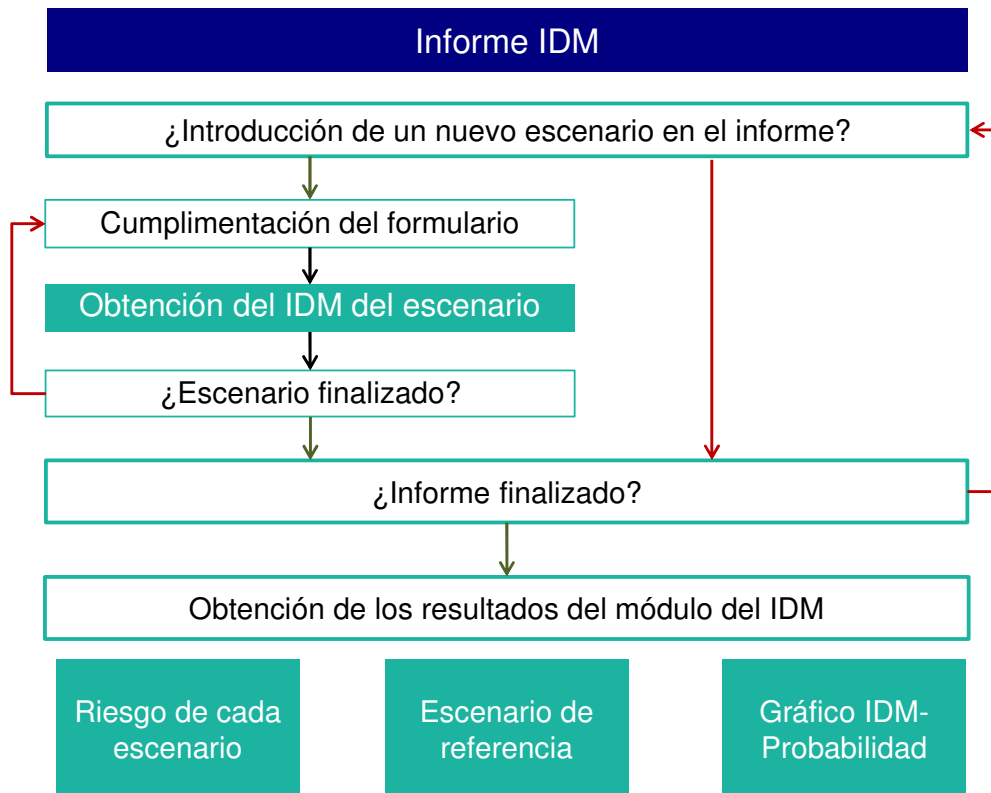 Informe IDM
¿Introducción de un nuevo escenario en el informe?
Cumplimentación del formulario
Obtención del IDM del escenario
¿Escenario finalizado?
¿Informe finalizado?
Obtención de los resultados del módulo del IDM
Riesgo de cada
escenario
Escenario de
referencia
Gráfico IDM-
Probabilidad